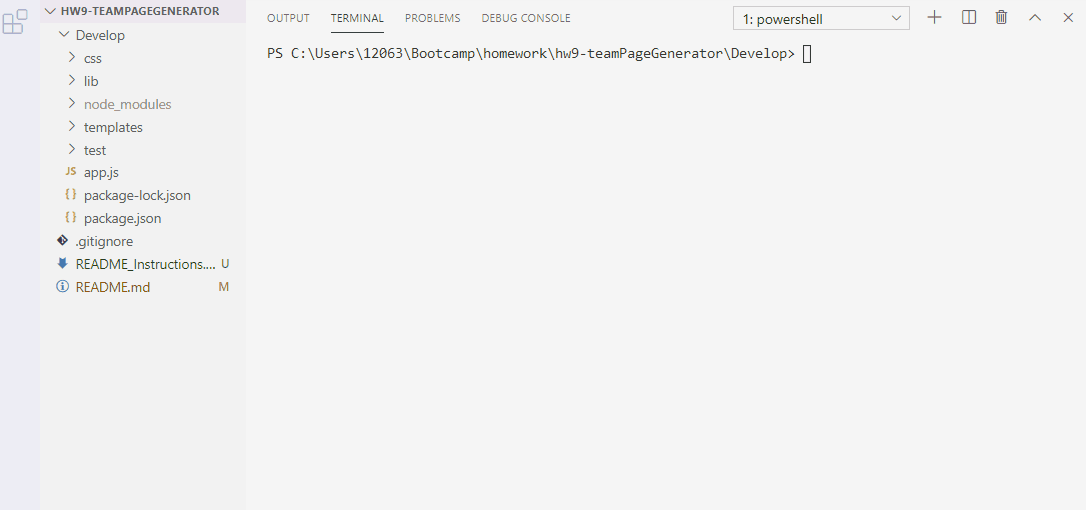 HW9-TEAMPAGEGENERATOR
Develop
css
lib
node_modules
templates
test
JS app.js
{} package-lock.json
{} package.json
.gitignore
README_Instructions.... U
README.md M
OUTPUT TERMINAL PROBLEMS DEBUG CONSOLE 1: powershell
PS C:\Users\12063\Bootcamp\homework\hw9-teamPageGenerator\Develop>